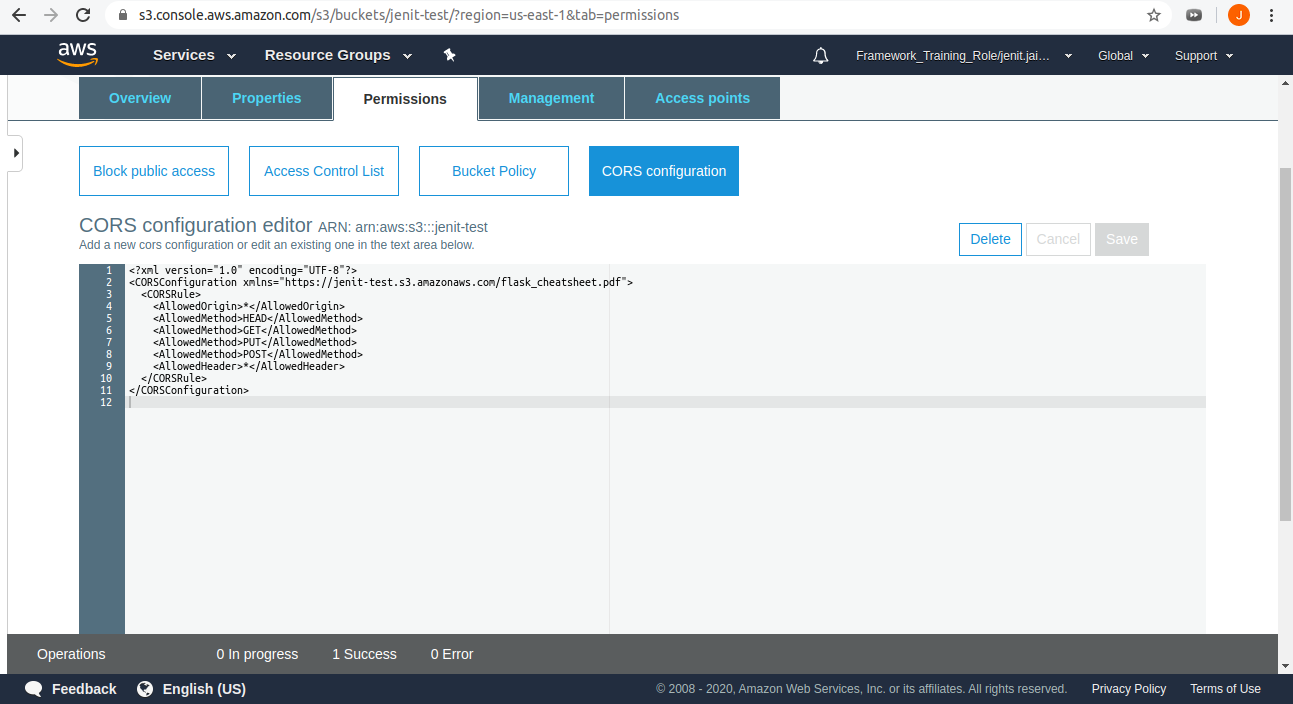 s3.console.aws.amazon.com/s3/buckets/jenit-test/?region=us-east-1&tab=permissions
J
aws Services Resource Groups Framework_Training_Role/jenit.jai... Global Support
Overview Properties Permissions Management Access points
Block public access Access Control List Bucket Policy CORS configuration
CORS configuration editor ARN: arn:aws:s3:::jenit-test
Add a new cors configuration or edit an existing one in the text area below.
Delete Cancel Save
1 <?xml version="1.0" encoding="UTF-8"?>
2 <CORSConfiguration xmlns="https://jenit-test.s3.amazonaws.com/flask_cheatsheet.pdf">
3 <CORSRule>
4 <AllowedOrigin>*</AllowedOrigin>
5 <AllowedMethod>HEAD</AllowedMethod>
6 <AllowedMethod>GET</AllowedMethod>
7 <AllowedMethod>PUT</AllowedMethod>
8 <AllowedMethod>POST</AllowedMethod>
9 <AllowedHeader>*</AllowedHeader>
10 </CORSRule>
11 </CORSConfiguration>
12
Operations 0 In progress 1 Success 0 Error
Feedback English (US) © 2008 - 2020, Amazon Web Services, Inc. or its affiliates. All rights reserved. Privacy Policy Terms of Use